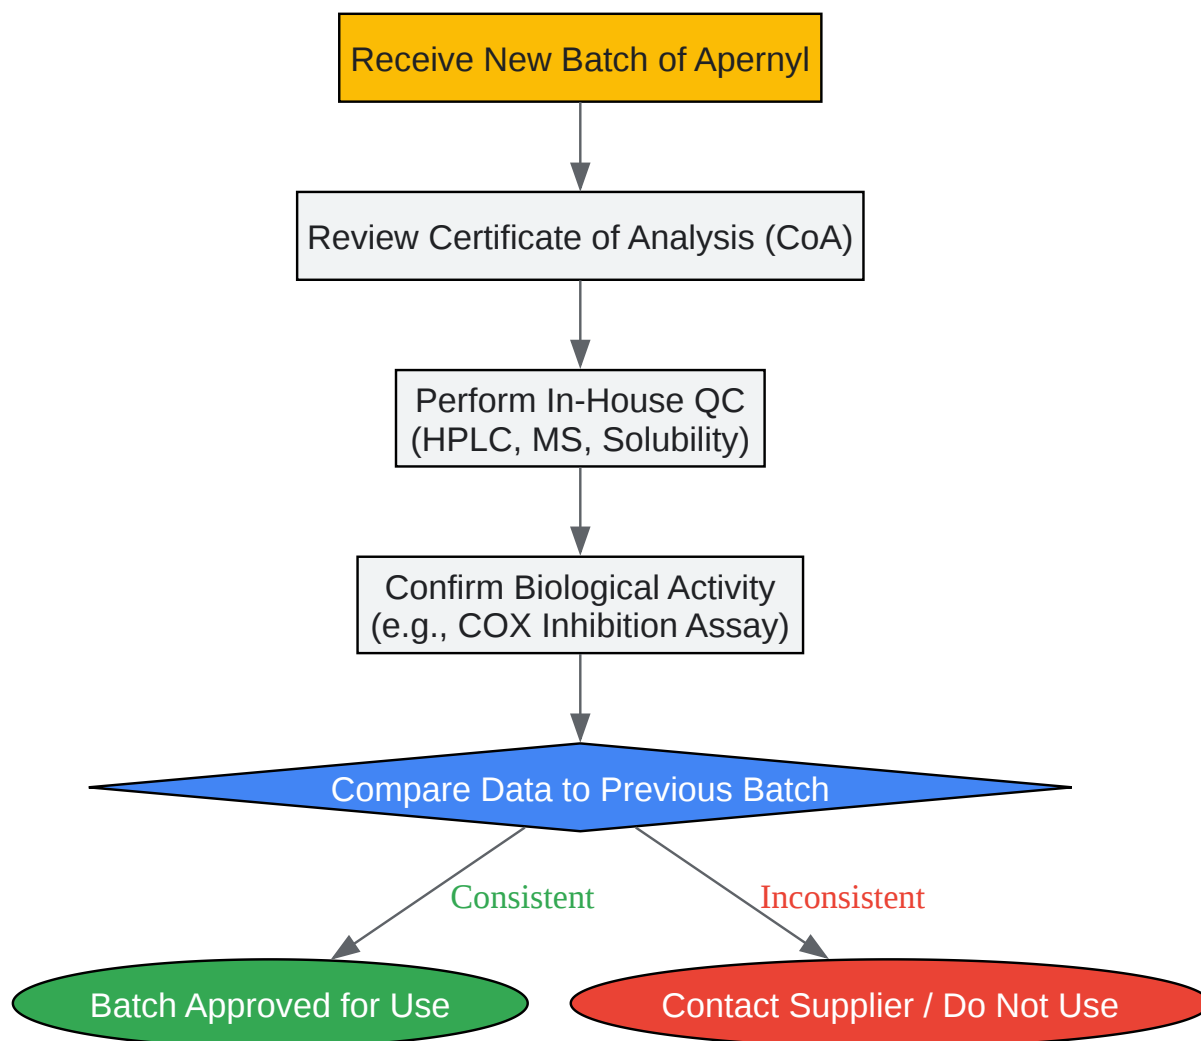 Receive New Batch of Apernyl
Review Certificate of Analysis (CoA)
Perform In-House QC
(HPLC, MS, Solubility)
Confirm Biological Activity
(e.g., COX Inhibition Assay)
Compare Data to Previous Batch
Consistent
Inconsistent
Batch Approved for Use
Contact Supplier / Do Not Use